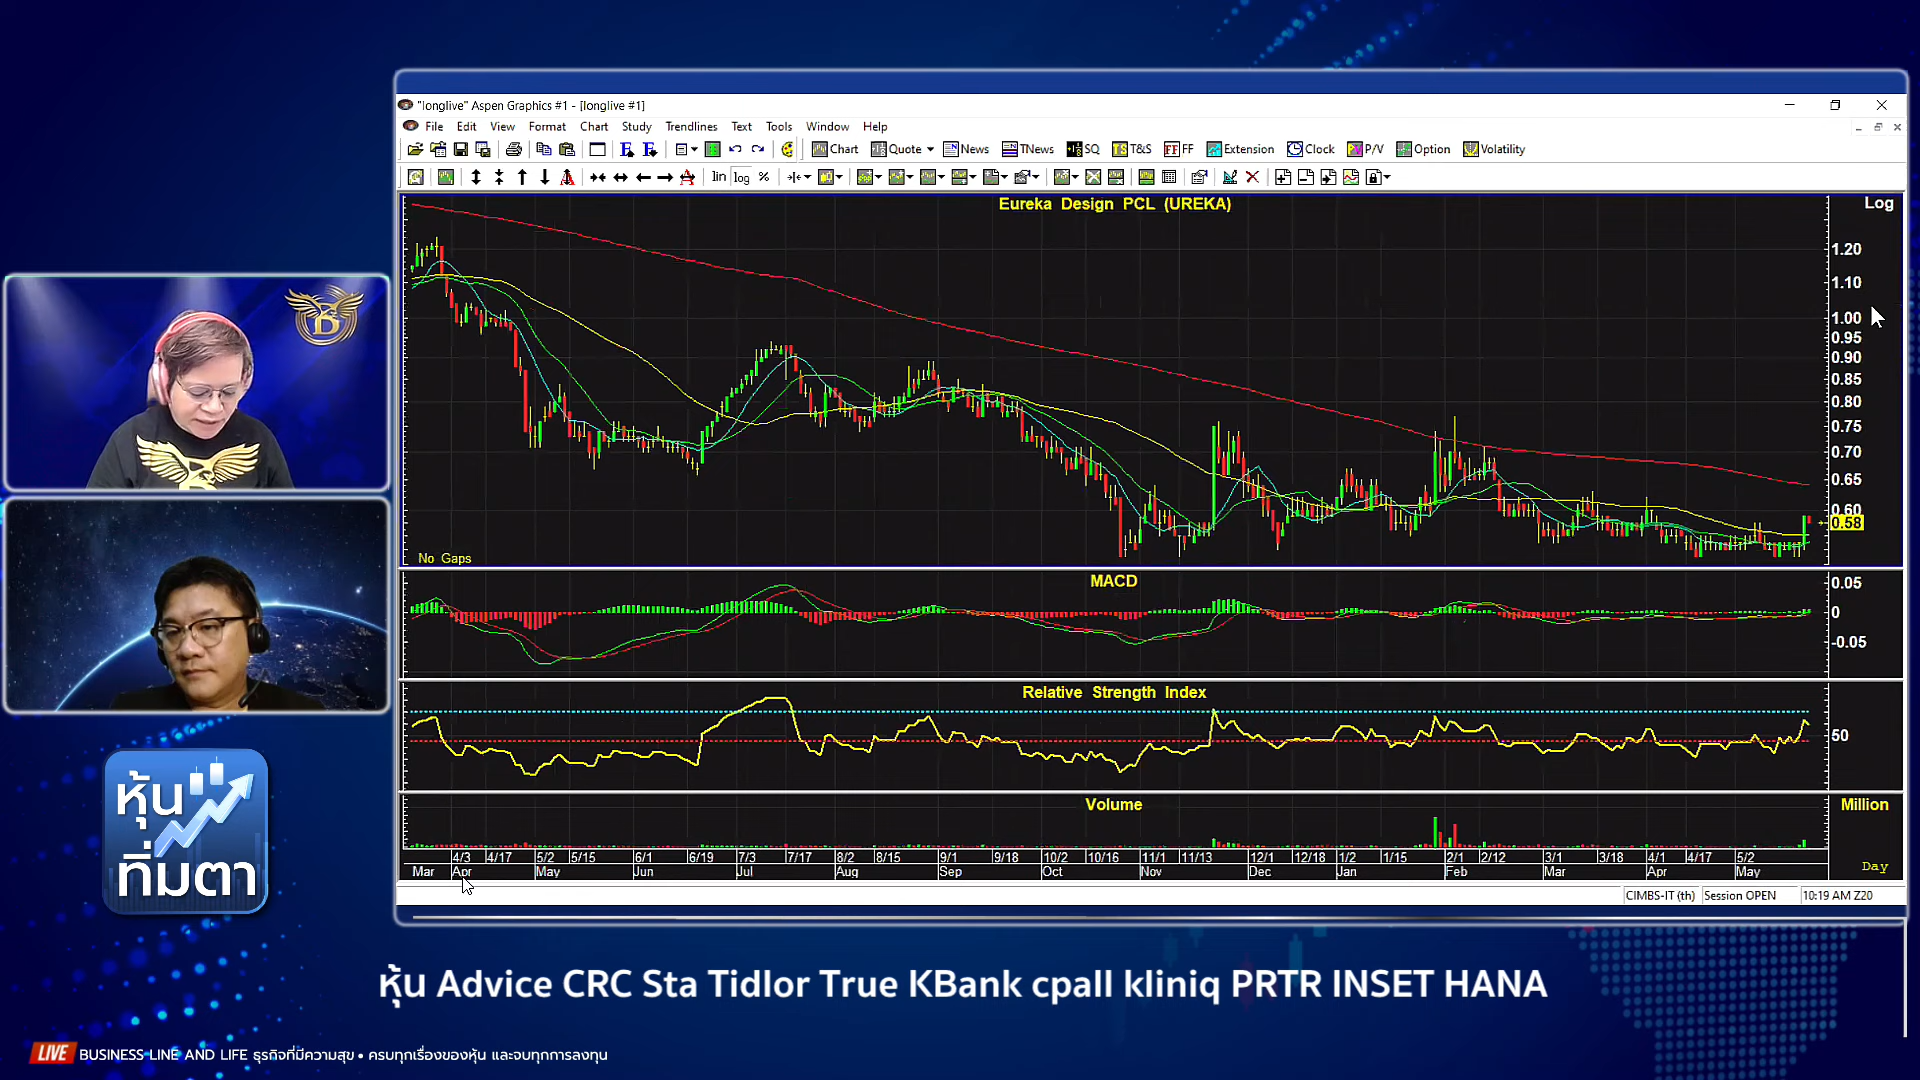 "longlive" Aspen Graphics #1 - [longlive #1]
File Edit View Format Chart Study Trendlines Text Tools Window Help
Chart Quote News TNews SQ T&S FF Extension Clock P/V Option Volatility
lin log %
Eureka Design PCL (UREKA)
Log
1.20
1.10
1.00
0.95
0.90
0.85
0.80
0.75
0.70
0.65
0.60
0.58
No Gaps
MACD
0.05
0
-0.05
Relative Strength Index
50
Volume
Million
4/3 4/17 5/2 5/15 6/1 6/19 7/3 7/17 8/2 8/15 9/1 9/18 10/2 10/16 11/1 11/13 12/1 12/18 1/2 1/15 2/1 2/12 3/1 3/18 4/1 4/17 5/2
Mar Apr May Jun Jul Aug Sep Oct Nov Dec Jan Feb Mar Apr May
Day
CIMBS-IT (th) Session OPEN 10:19 AM Z20
D
หุ้น
ทิ่มตา
หุ้น Advice CRC Sta Tidlor True KBank cpall kliniq PRTR INSET HANA
LIVE BUSINESS LINE AND LIFE ธุรกิจที่มีความสุข • ครบทุกเรื่องของหุ้น และจบทุกการลงทุน